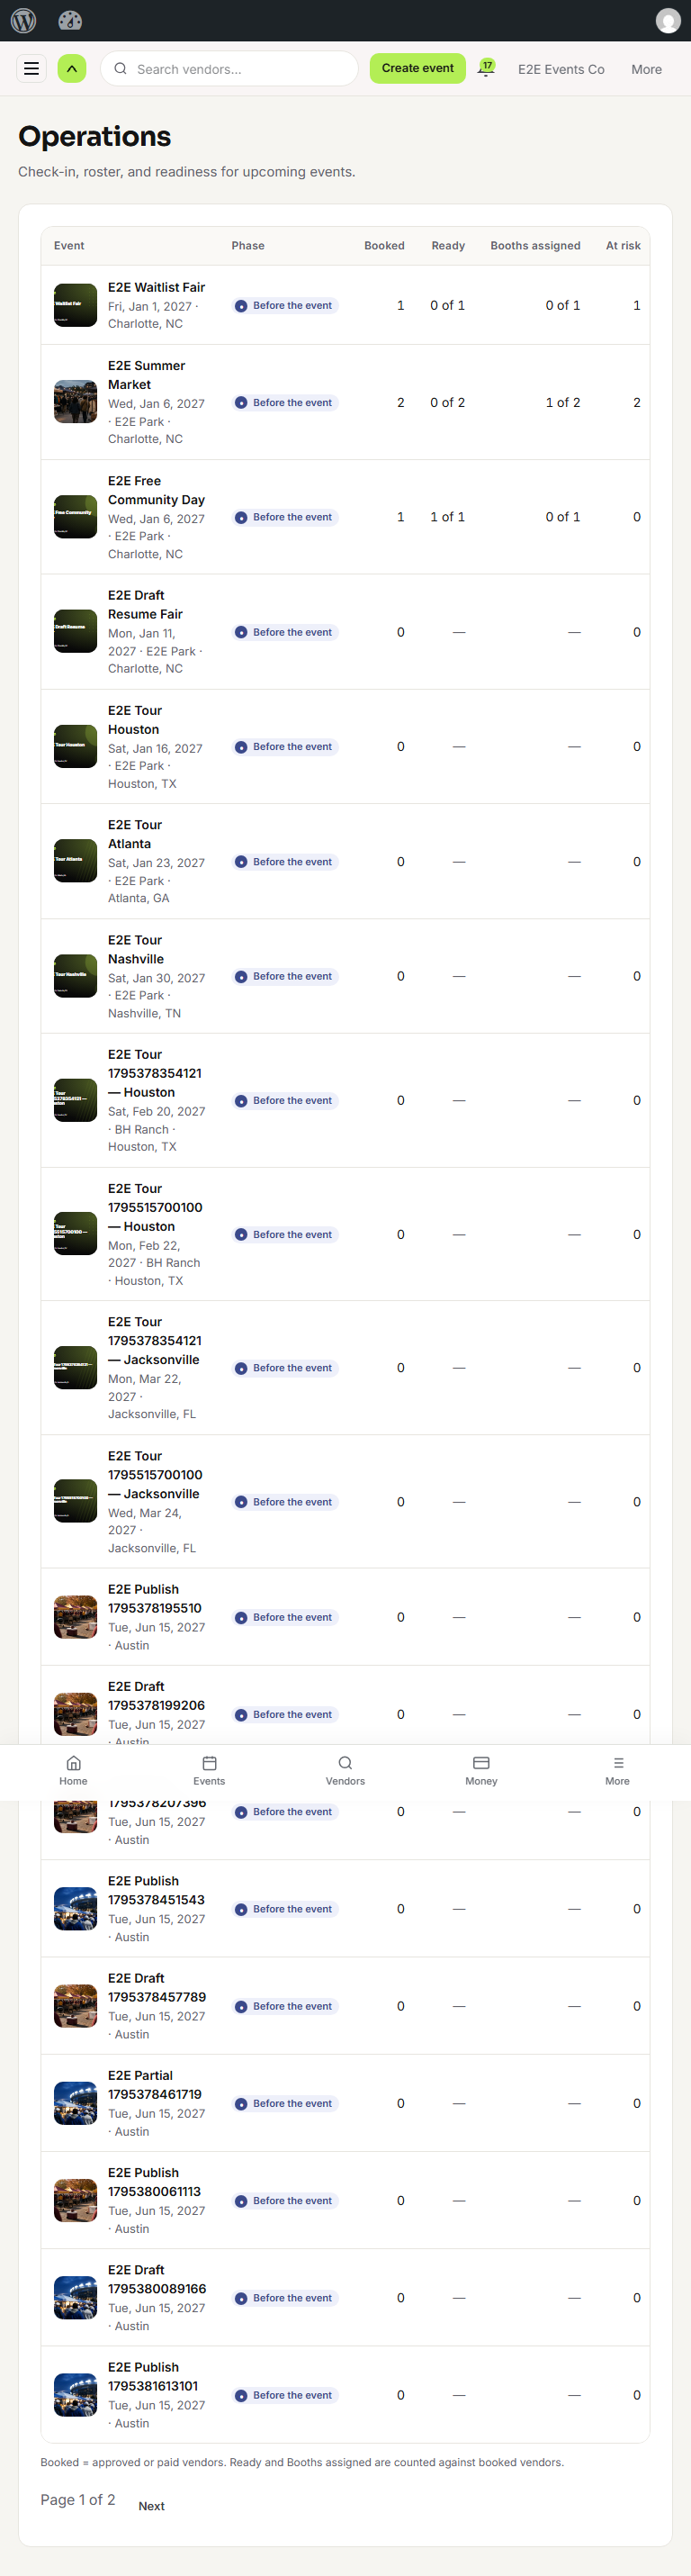 Search vendors...
Create event
17
E2E Events Co
More
Operations
Check-in, roster, and readiness for upcoming events.
Event Phase Booked Ready Booths assigned At risk
E2E Waitlist Fair
Fri, Jan 1, 2027 ·
Charlotte, NC
Before the event 1 0 of 1 0 of 1 1
E2E Summer
Market
Wed, Jan 6, 2027
· E2E Park ·
Charlotte, NC
Before the event 2 0 of 2 1 of 2 2
E2E Free
Community Day
Wed, Jan 6, 2027
· E2E Park ·
Charlotte, NC
Before the event 1 1 of 1 0 of 1 0
E2E Draft
Resume Fair
Mon, Jan 11,
2027 · E2E Park ·
Charlotte, NC
Before the event 0 — — 0
E2E Tour
Houston
Sat, Jan 16, 2027
· E2E Park ·
Houston, TX
Before the event 0 — — 0
E2E Tour
Atlanta
Sat, Jan 23, 2027
· E2E Park ·
Atlanta, GA
Before the event 0 — — 0
E2E Tour
Nashville
Sat, Jan 30, 2027
· E2E Park ·
Nashville, TN
Before the event 0 — — 0
E2E Tour
1795378354121
— Houston
Sat, Feb 20, 2027
· BH Ranch ·
Houston, TX
Before the event 0 — — 0
E2E Tour
1795515700100
— Houston
Mon, Feb 22,
2027 · BH Ranch
· Houston, TX
Before the event 0 — — 0
E2E Tour
1795378354121
— Jacksonville
Mon, Mar 22,
2027 ·
Jacksonville, FL
Before the event 0 — — 0
E2E Tour
1795515700100
— Jacksonville
Wed, Mar 24,
2027 ·
Jacksonville, FL
Before the event 0 — — 0
E2E Publish
1795378195510
Tue, Jun 15, 2027
· Austin
Before the event 0 — — 0
E2E Draft
1795378199206
Tue, Jun 15, 2027
· Austin
Before the event 0 — — 0
Home Events Vendors Money More
1795378207396
Tue, Jun 15, 2027
· Austin
0 — — 0
E2E Publish
1795378451543
Tue, Jun 15, 2027
· Austin
Before the event 0 — — 0
E2E Draft
1795378457789
Tue, Jun 15, 2027
· Austin
Before the event 0 — — 0
E2E Partial
1795378461719
Tue, Jun 15, 2027
· Austin
Before the event 0 — — 0
E2E Publish
1795380061113
Tue, Jun 15, 2027
· Austin
Before the event 0 — — 0
E2E Draft
1795380089166
Tue, Jun 15, 2027
· Austin
Before the event 0 — — 0
E2E Publish
1795381613101
Tue, Jun 15, 2027
· Austin
Before the event 0 — — 0
Booked = approved or paid vendors. Ready and Booths assigned are counted against booked vendors.
Page 1 of 2 Next